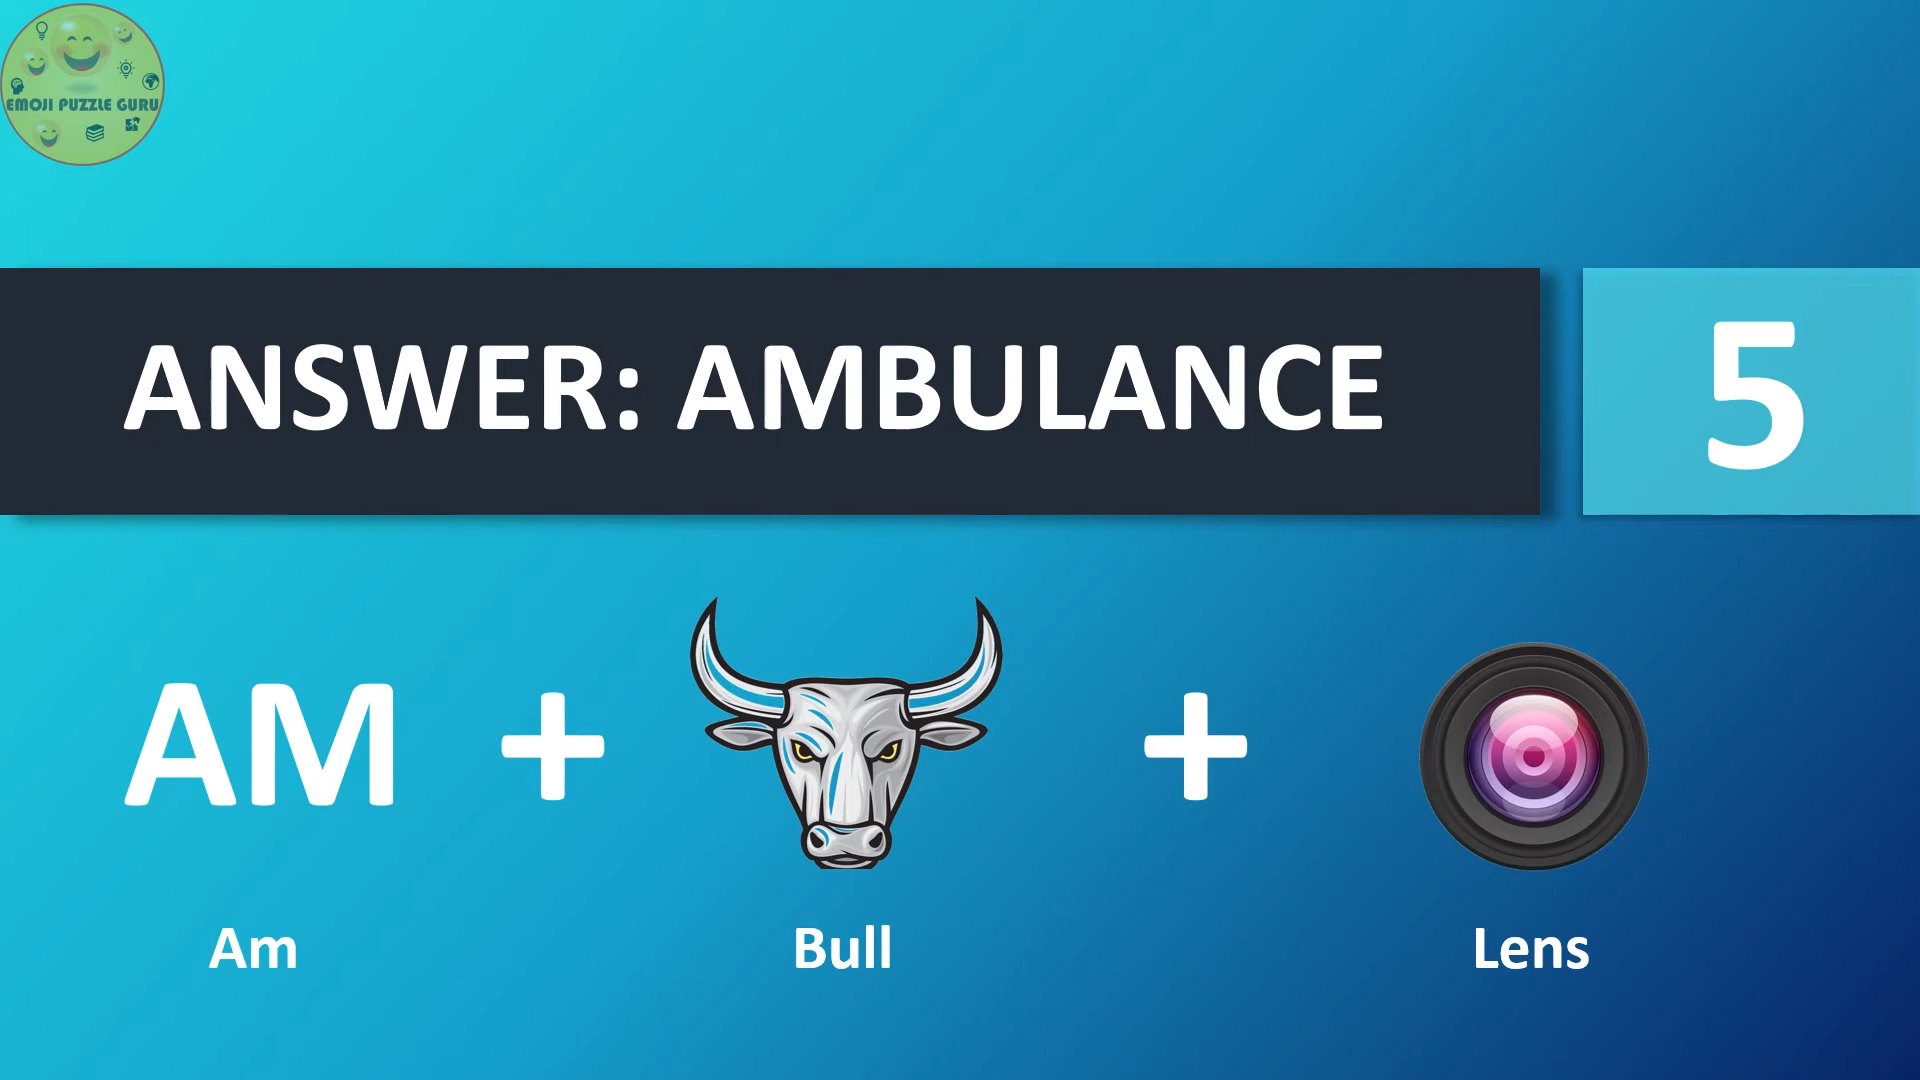 EMOJI PUZZLE GURU
ANSWER: AMBULANCE
5
AM + +
Am Bull Lens